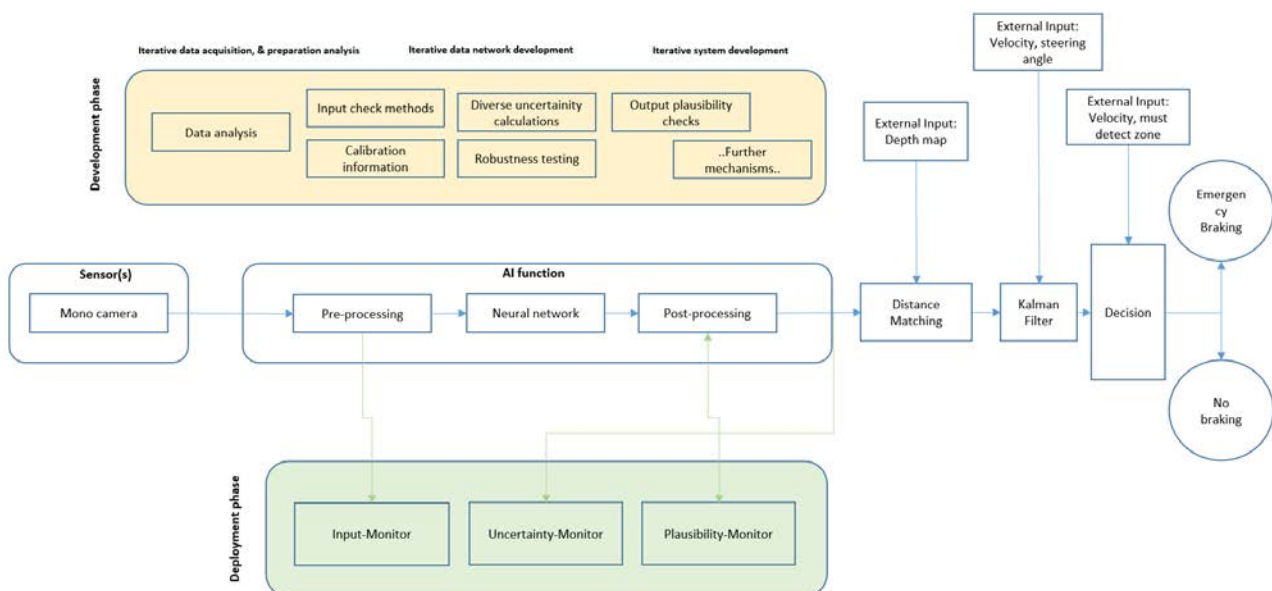 Iterative data acquisition, & preparation analysis
Iterative data network development
Iterative system development
Development phase
Data analysis
Input check methods
Calibration
information
Diverse uncertainity
calculations
Robustness testing
Output plausibility
checks
..Further
mechanisms..
External Input:
Depth map
External Input:
Velocity, steering
angle
External Input:
Velocity, must
detect zone
Sensor(s)
Mono camera
AI function
Pre-processing
Neural network
Post-processing
Distance
Matching
Kalman
Filter
Decision
Emergen
cy
Braking
No
braking
Deployment phase
Input-Monitor
Uncertainty-Monitor
Plausibility-Monitor